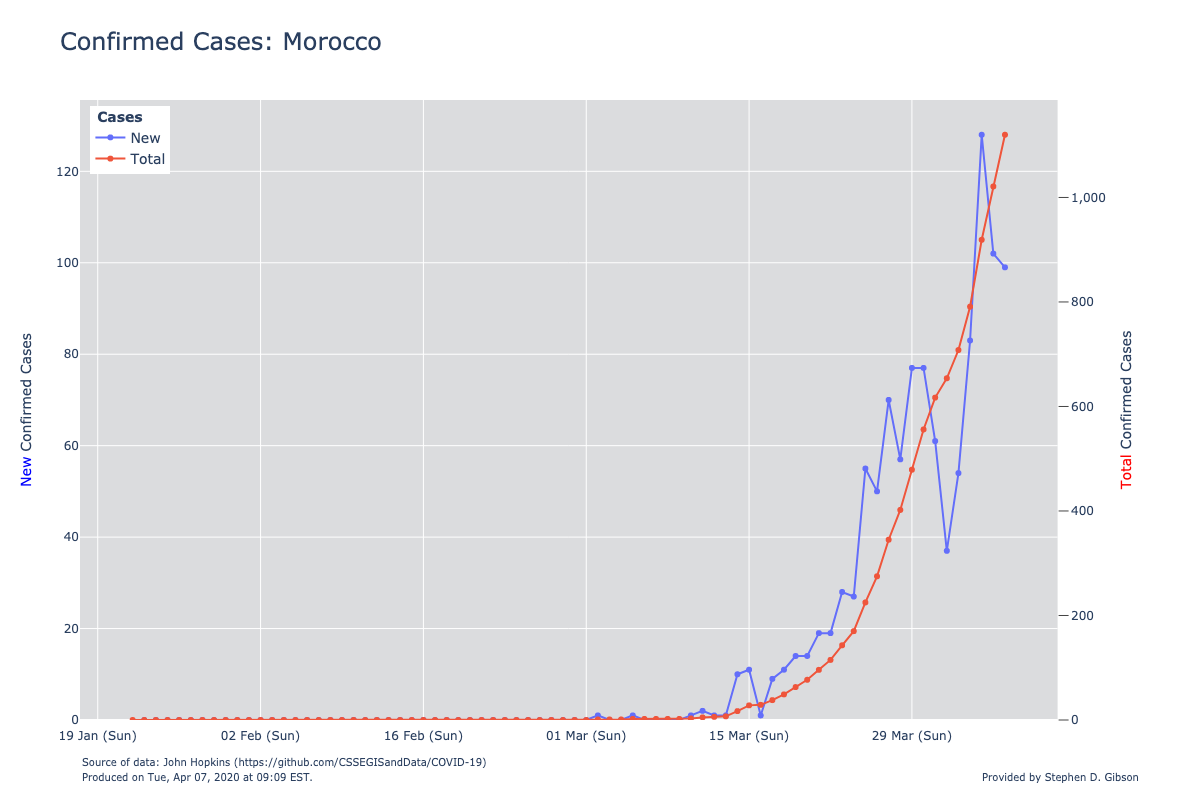 Confirmed Cases: Morocco
Cases
New
Total
120
100
80
60
40
20
0
1,000
800
600
400
200
0
New Confirmed Cases
Total Confirmed Cases
19 Jan (Sun)
02 Feb (Sun)
16 Feb (Sun)
01 Mar (Sun)
15 Mar (Sun)
29 Mar (Sun)
Source of data: John Hopkins (https://github.com/CSSEGISandData/COVID-19)
Produced on Tue, Apr 07, 2020 at 09:09 EST.
Provided by Stephen D. Gibson